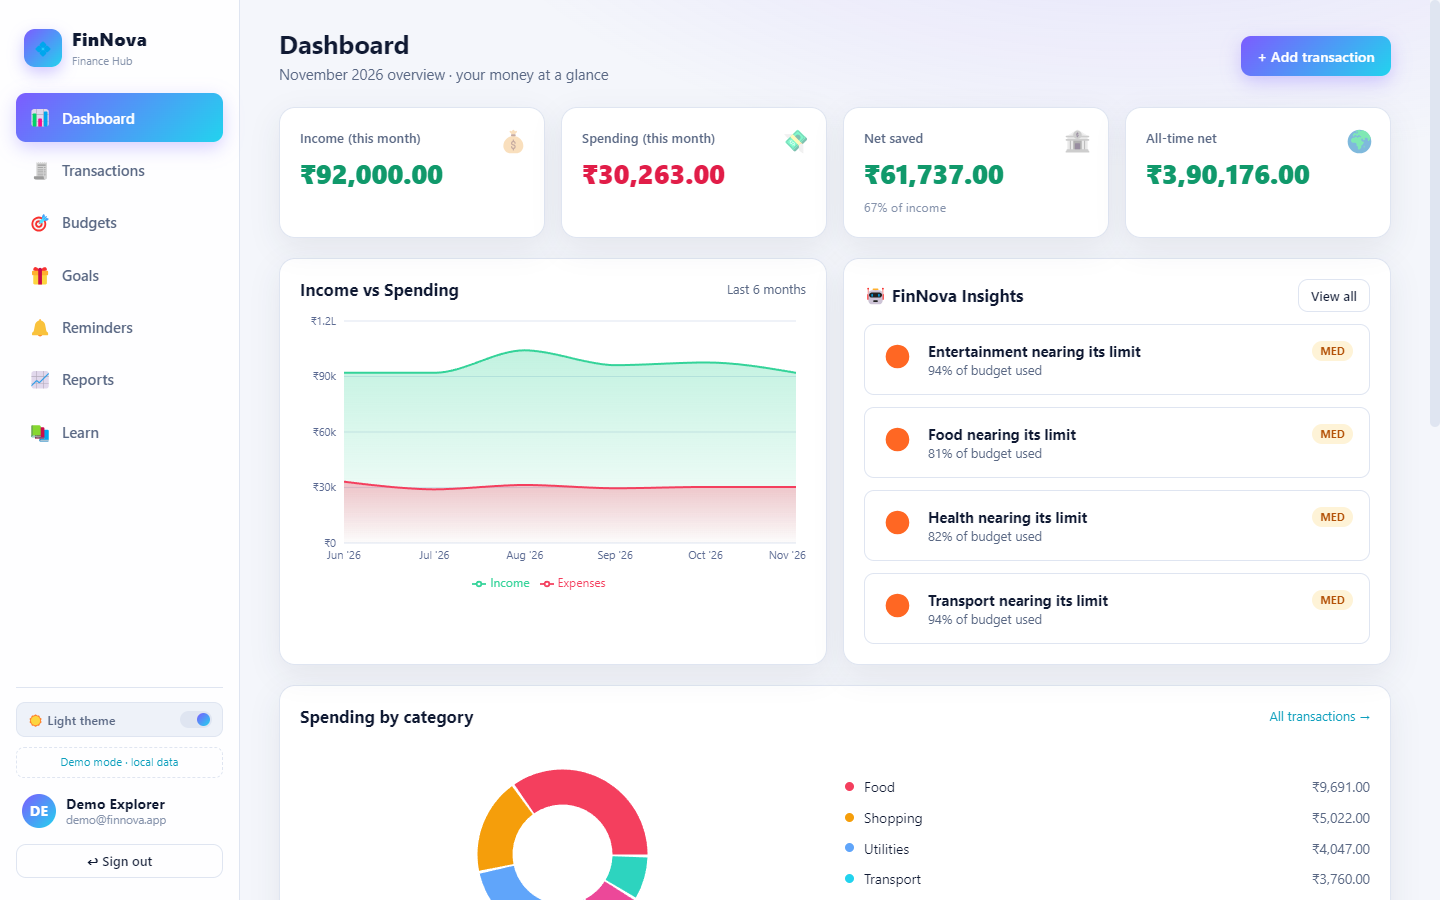 FinNova
Finance Hub
Dashboard
Transactions
Budgets
Goals
Reminders
Reports
Learn
Light theme
Demo mode · local data
DE
Demo Explorer
demo@finnova.app
↩ Sign out
Dashboard
November 2026 overview · your money at a glance
+ Add transaction
Income (this month)
₹92,000.00
Spending (this month)
₹30,263.00
Net saved
₹61,737.00
67% of income
All-time net
₹3,90,176.00
Income vs Spending
Last 6 months
₹1.2L
₹90k
₹60k
₹30k
₹0
Jun '26 Jul '26 Aug '26 Sep '26 Oct '26 Nov '26
Income Expenses
FinNova Insights
View all
Entertainment nearing its limit
MED
94% of budget used
Food nearing its limit
MED
81% of budget used
Health nearing its limit
MED
82% of budget used
Transport nearing its limit
MED
94% of budget used
Spending by category
All transactions →
Food ₹9,691.00
Shopping ₹5,022.00
Utilities ₹4,047.00
Transport ₹3,760.00